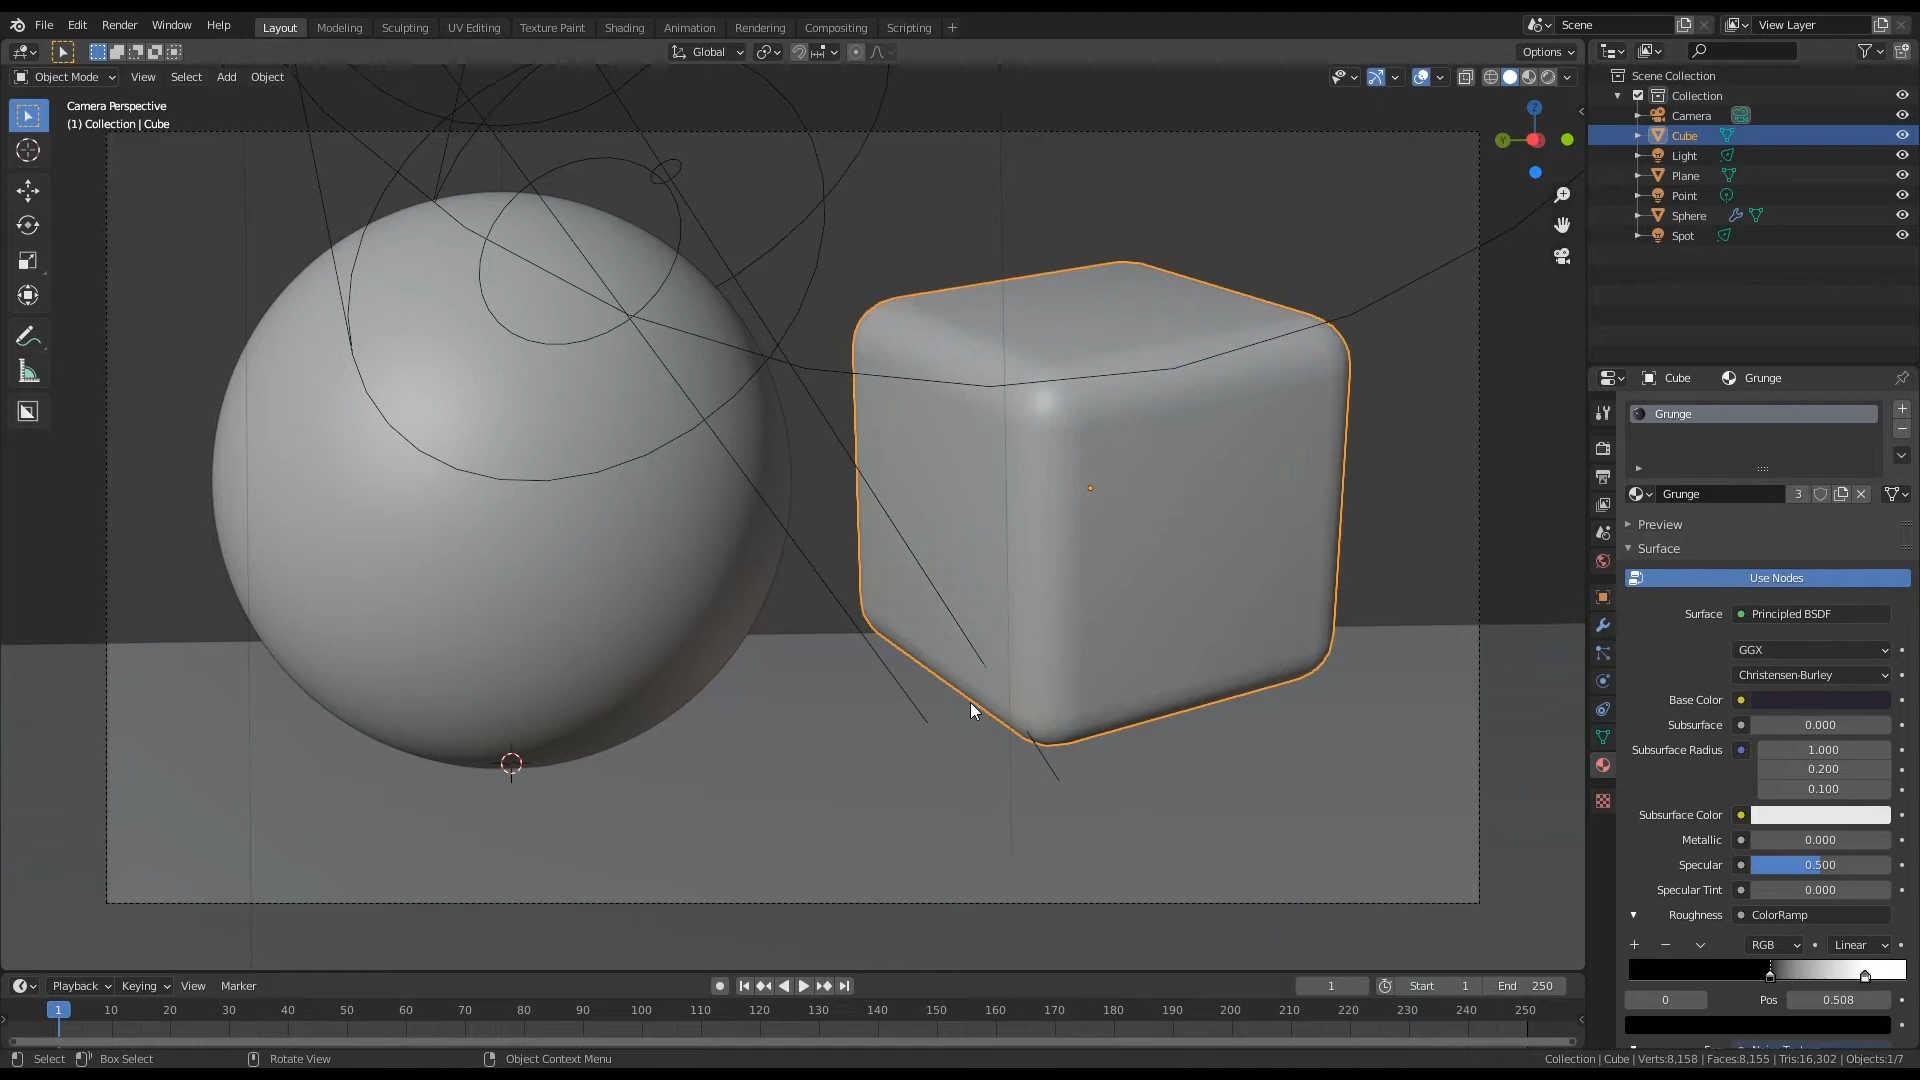 File Edit Render Window Help Layout Modeling Sculpting UV Editing Texture Paint Shading Animation Rendering Compositing Scripting + Scene View Layer
Global Options
Object Mode View Select Add Object
Camera Perspective
(1) Collection | Cube
Z
Y
Scene Collection
Collection
Camera
Cube
Light
Plane
Point
Sphere
Spot
Cube Grunge
Grunge
Grunge 3
Preview
Surface
Use Nodes
Surface Principled BSDF
GGX
Christensen-Burley
Base Color
Subsurface 0.000
Subsurface Radius 1.000
0.200
0.100
Subsurface Color
Metallic 0.000
Specular 0.500
Specular Tint 0.000
Roughness ColorRamp
RGB Linear
0 Pos 0.508
Playback Keying View Marker 1 Start 1 End 250
1 10 20 30 40 50 60 70 80 90 100 110 120 130 140 150 160 170 180 190 200 210 220 230 240 250
Select Box Select Rotate View Object Context Menu Collection | Cube | Verts:8,158 | Faces:8,155 | Tris:16,302 | Objects:1/7